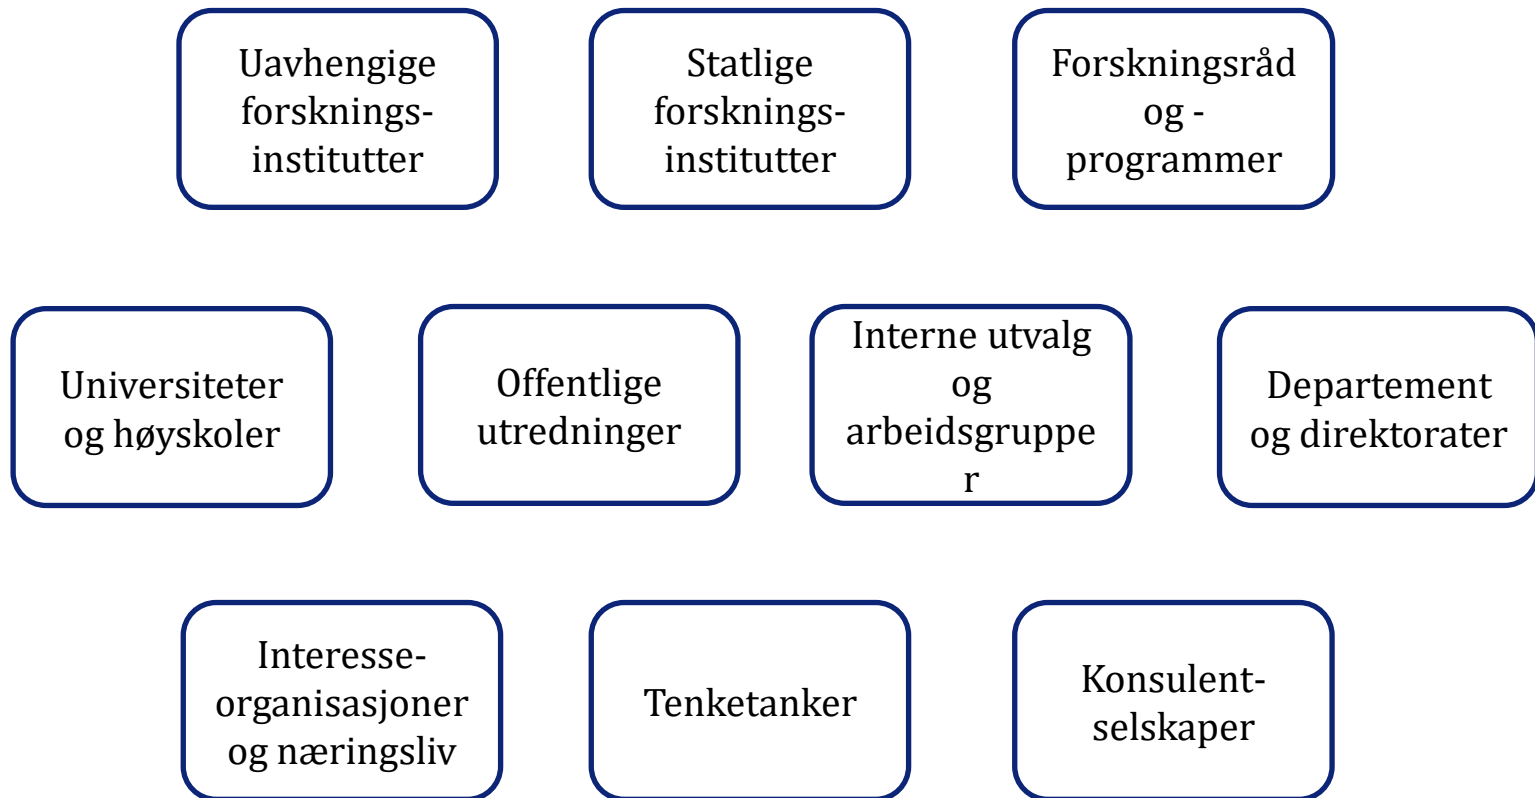 Uavhengige
forsknings-
institutter
Statlige
forsknings-
institutter
Forskningsråd
og -
programmer
Universiteter
og høyskoler
Offentlige
utredninger
Interne utvalg
og
arbeidsgruppe
r
Departement
og direktorater
Interesse-
organisasjoner
og næringsliv
Tenketanker
Konsulent-
selskaper